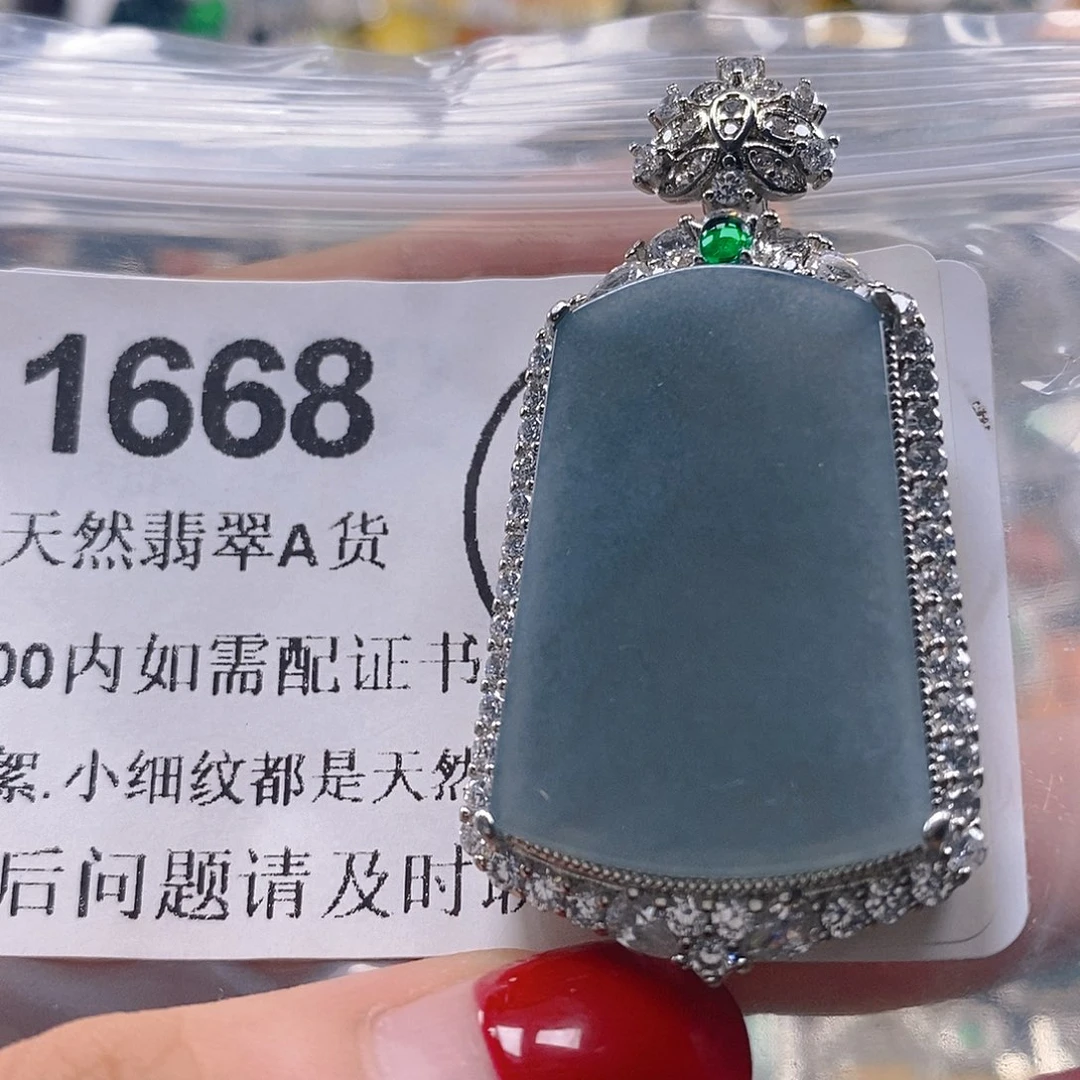 1668
天然翡翠A货
00内如需配证书
絮.小细纹都是天然
后问题请及时